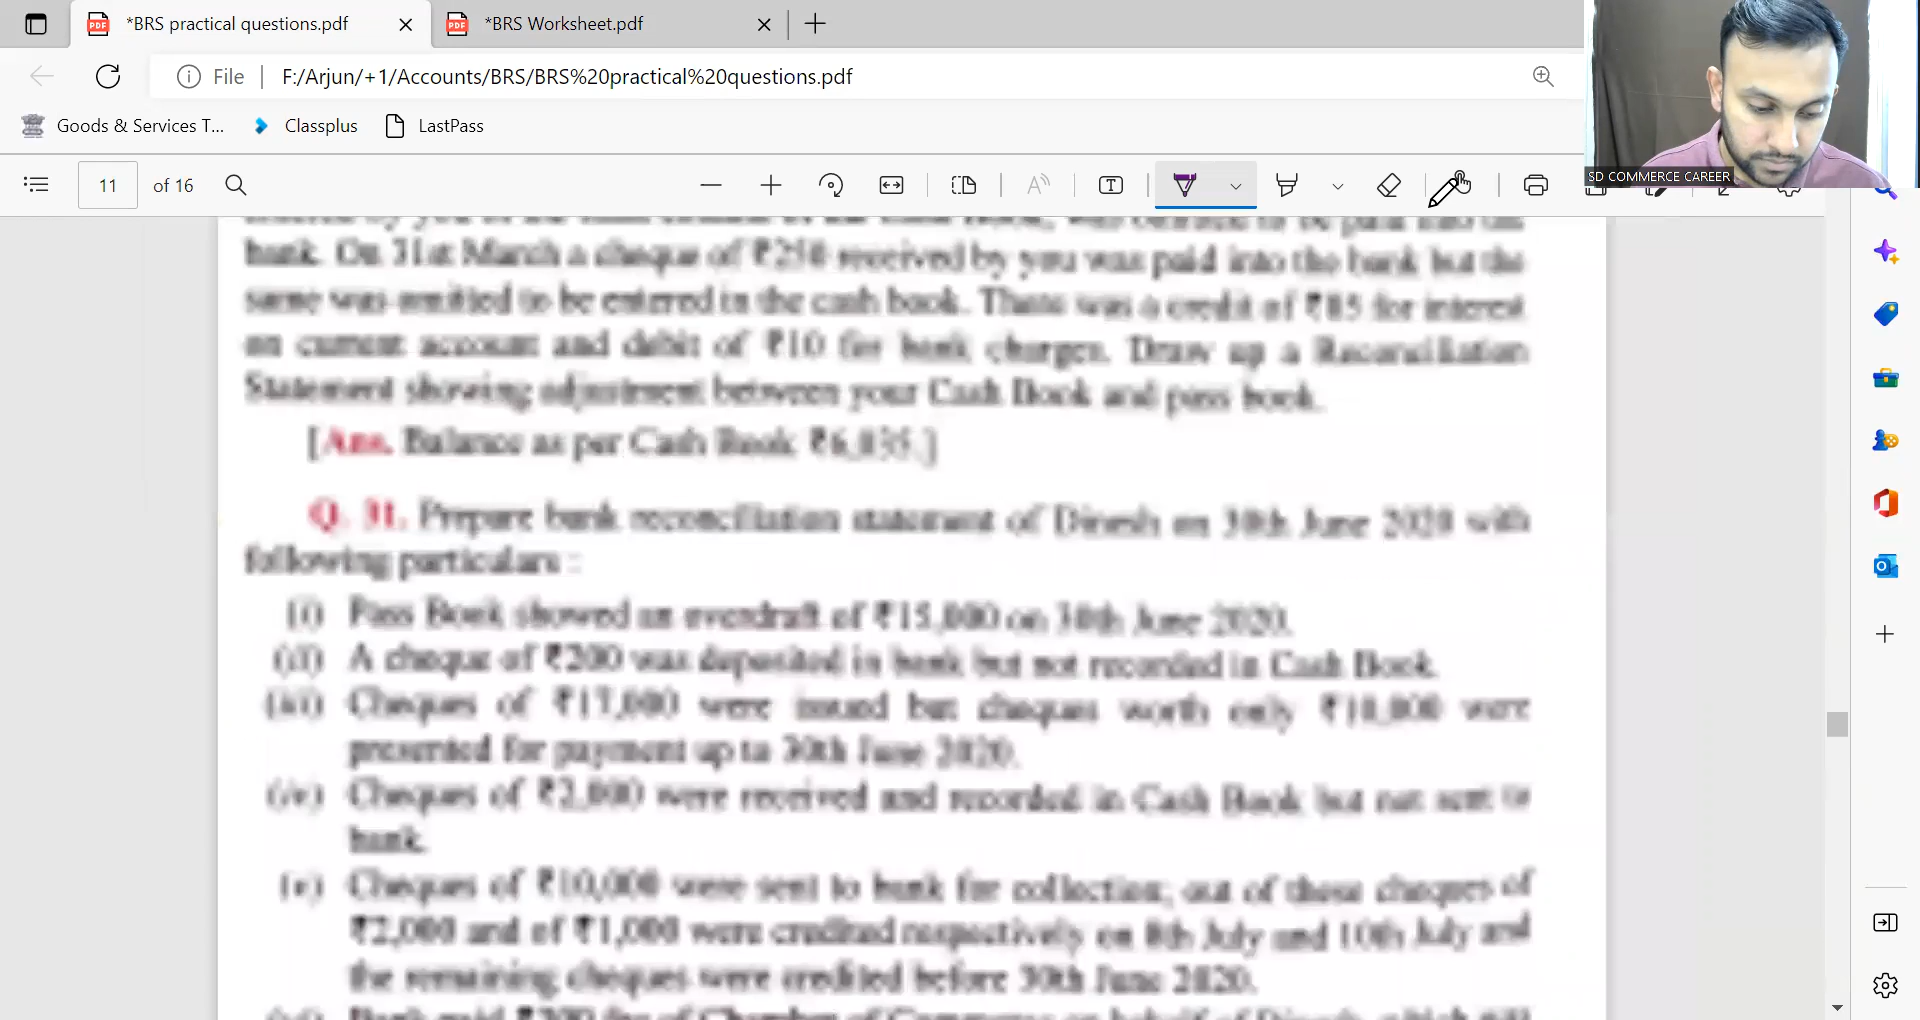 *BRS practical questions.pdf
*BRS Worksheet.pdf
File
F:/Arjun/+1/Accounts/BRS/BRS%20practical%20questions.pdf
Goods & Services T...
Classplus
LastPass
11 of 16
SD COMMERCE CAREER
bank. On 31st March a cheque of ₹250 received by you was paid into the bank but the
same was omitted to be entered in the cash book. There was a credit of ₹85 for interest
on current account and debit of ₹10 for bank charges. Draw up a Reconciliation
Statement showing adjustment between your Cash Book and pass book.
[Ans. Balance as per Cash Book ₹6,835.]
Q. 31. Prepare bank reconciliation statement of Dinesh on 30th June 2020 with
following particulars :
(i) Pass Book showed an overdraft of ₹15,000 on 30th June 2020.
(ii) A cheque of ₹200 was deposited in bank but not recorded in Cash Book.
(iii) Cheques of ₹17,000 were issued but cheques worth only ₹10,000 were
presented for payment up to 30th June 2020.
(iv) Cheques of ₹2,000 were received and recorded in Cash Book but not sent to
bank.
(v) Cheques of ₹10,000 were sent to bank for collection; out of these cheques of
₹2,000 and of ₹1,000 were credited respectively on 8th July and 10th July and
the remaining cheques were credited before 30th June 2020.